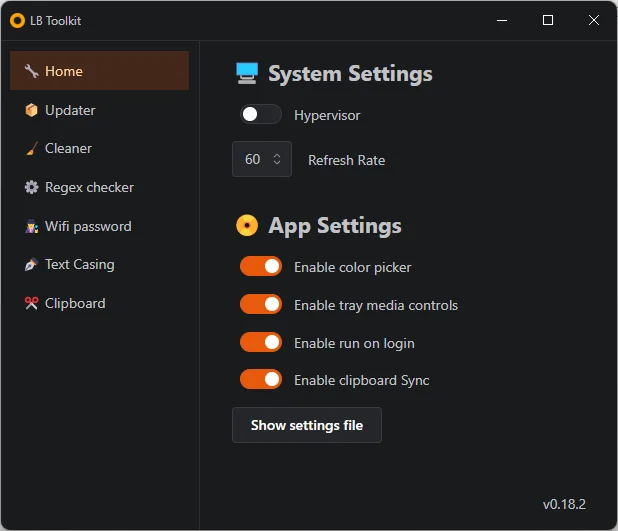 LB Toolkit
Home
Updater
Cleaner
Regex checker
Wifi password
Text Casing
Clipboard
System Settings
Hypervisor
60 Refresh Rate
App Settings
Enable color picker
Enable tray media controls
Enable run on login
Enable clipboard Sync
Show settings file
v0.18.2